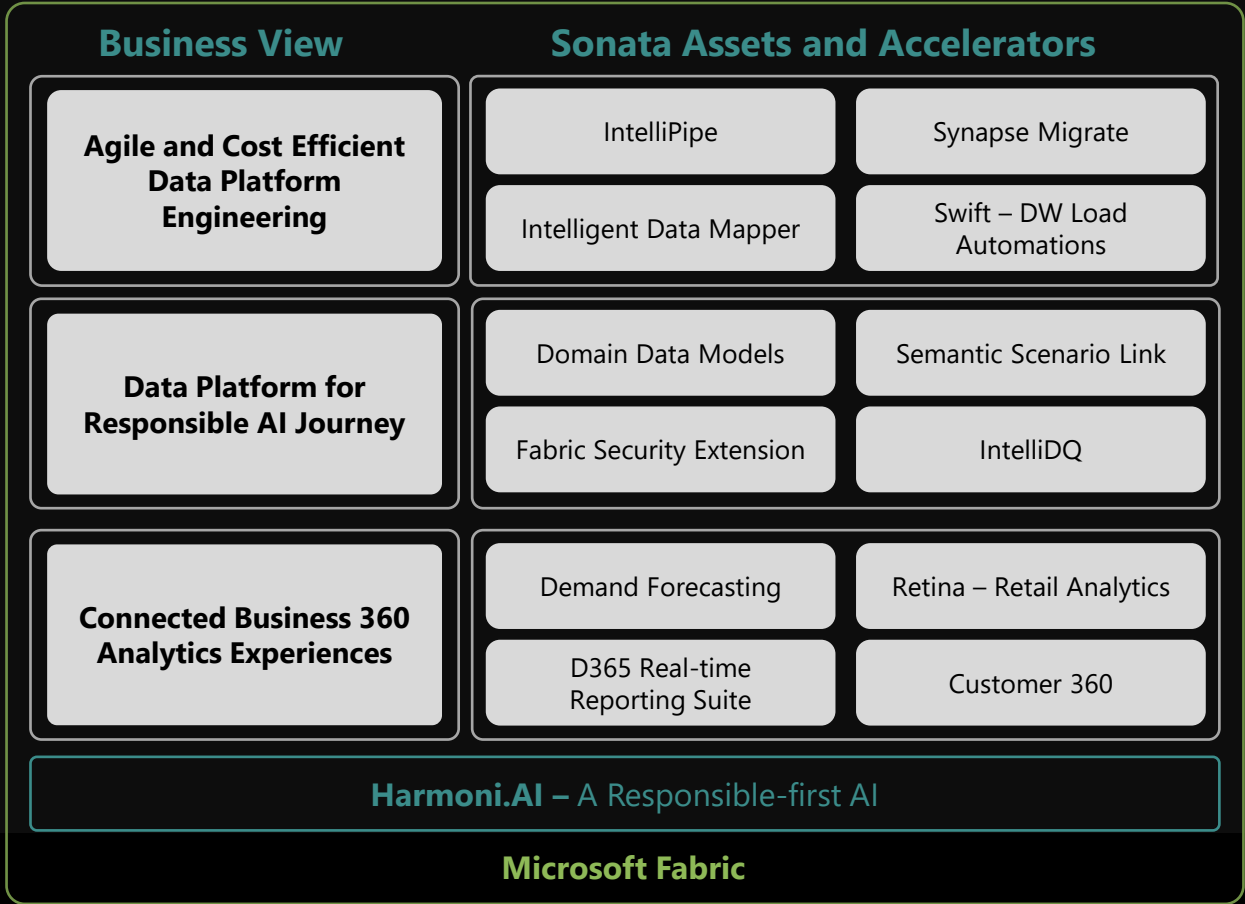 Business View
Sonata Assets and Accelerators
Agile and Cost Efficient
Data Platform
Engineering
IntelliPipe
Synapse Migrate
Intelligent Data Mapper
Swift – DW Load
Automations
Data Platform for
Responsible AI Journey
Domain Data Models
Semantic Scenario Link
Fabric Security Extension
IntelliDQ
Connected Business 360
Analytics Experiences
Demand Forecasting
Retina – Retail Analytics
D365 Real-time
Reporting Suite
Customer 360
Harmoni.AI – A Responsible-first AI
Microsoft Fabric